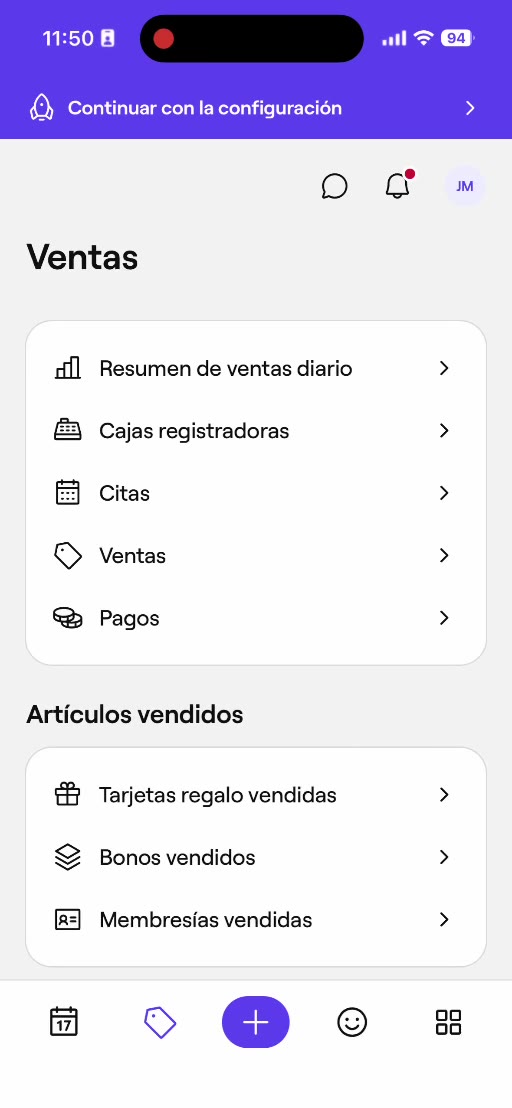 11:50
94
Continuar con la configuración
JM
Ventas
Resumen de ventas diario
Cajas registradoras
Citas
Ventas
Pagos
Artículos vendidos
Tarjetas regalo vendidas
Bonos vendidos
Membresías vendidas
17